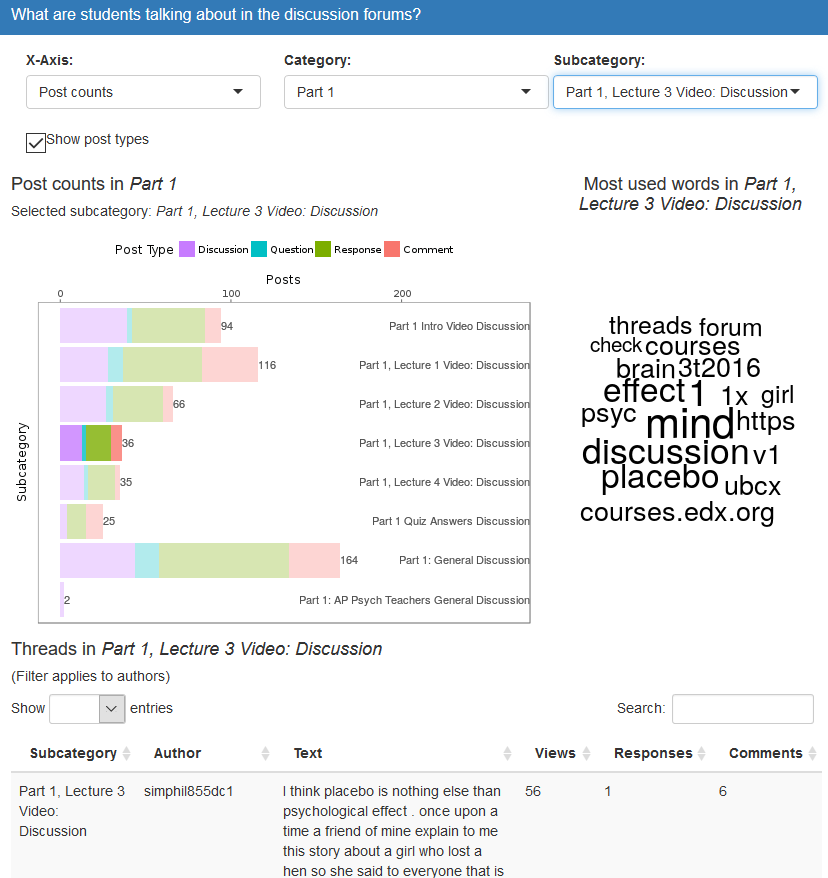 What are students talking about in the discussion forums?
X-Axis: Category: Subcategory:
Post counts Part 1 Part 1, Lecture 3 Video: Discussion
Show post types
Post counts in Part 1
Selected subcategory: Part 1, Lecture 3 Video: Discussion
Most used words in Part 1,
Lecture 3 Video: Discussion
Post Type Discussion Question Response Comment
Posts
0 100 200
Subcategory
94 Part 1 Intro Video Discussion
116 Part 1, Lecture 1 Video: Discussion
66 Part 1, Lecture 2 Video: Discussion
36 Part 1, Lecture 3 Video: Discussion
35 Part 1, Lecture 4 Video: Discussion
25 Part 1 Quiz Answers Discussion
164 Part 1: General Discussion
2 Part 1: AP Psych Teachers General Discussion
threads forum
check courses
brain 3t2016
effect 1 1x girl
psyc mind https
discussion v1
placebo ubcx
courses.edx.org
Threads in Part 1, Lecture 3 Video: Discussion
(Filter applies to authors)
Show entries Search:
Subcategory Author Text Views Responses Comments
Part 1, Lecture 3 simphil855dc1 I think placebo is nothing else than 56 1 6
Video: psychological effect . once upon a
Discussion time a friend of mine explain to me
this story about a girl who lost a
hen so she said to everyone that is